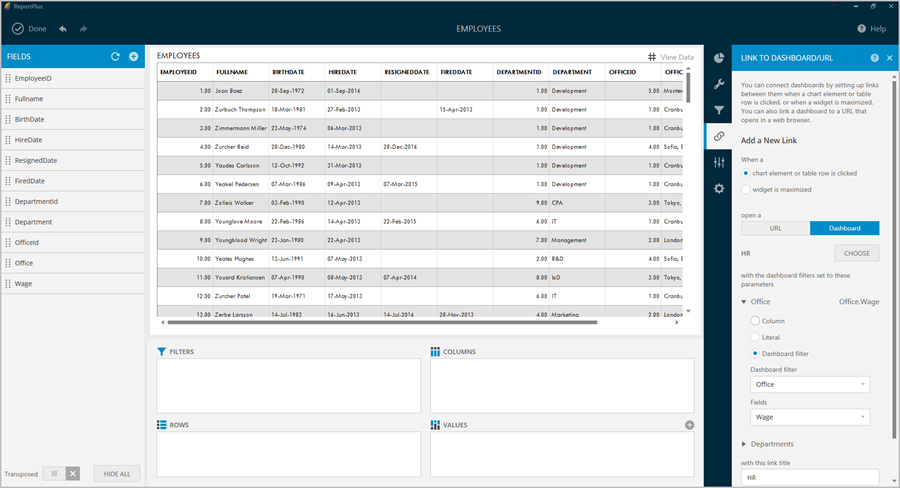 ReportPlus
Done
EMPLOYEES
Help
FIELDS
EmployeeID
Fullname
BirthDate
HireDate
ResignedDate
FiredDate
DepartmentId
Department
OfficeId
Office
Wage
Transposed
HIDE ALL
EMPLOYEES
View Data
EMPLOYEEID FULLNAME BIRTHDATE HIREDATE RESIGNEDDATE FIREDDATE DEPARTMENTID DEPARTMENT OFFICEID OFFIC
1.00 Joan Baez 28-Sep-1972 01-Sep-2016 1.00 Development 5.00 Montev
2.00 Zurbuch Thompson 18-Mar-1981 27-Feb-2013 15-Apr-2013 1.00 Development 1.00 Cranbu
3.00 Zimmermann Miller 23-May-1974 06-Mar-2013 1.00 Development 1.00 Cranbu
4.00 Zurcher Reid 28-Dec-1980 14-Mar-2013 28-Dec-2016 1.00 Development 4.00 Sofia, B
5.00 Youdes Carlsson 12-Oct-1992 31-Mar-2013 1.00 Development 1.00 Cranbu
6.00 Yeakel Pedersen 07-Mar-1986 09-Apr-2013 07-Mar-2015 1.00 Development 1.00 Cranbu
7.00 Zolleis Walker 03-Feb-1990 12-Apr-2013 9.00 CPA 3.00 Tokyo,
8.00 Younglove Moore 22-Feb-1986 14-Apr-2013 22-Feb-2015 6.00 IT 1.00 Cranbu
9.00 Youngblood Wright 23-Jan-1980 22-Apr-2013 7.00 Management 2.00 London
10.00 Yeates Hughes 13-Jun-1991 02-May-2013 2.00 R&D 4.00 Sofia, B
11.00 Youard Kristiansen 07-Apr-1990 08-May-2013 07-Apr-2014 8.00 IxD 3.00 Tokyo,
12.00 Zurcher Patel 19-Mar-1971 17-May-2013 6.00 IT 1.00 Cranbu
13.00 Zerbe Larsson 14-Jul-1983 16-Jun-2013 14-Jul-2016 28-Nov-2013 4.00 Marketing 2.00 London
FILTERS
COLUMNS
ROWS
VALUES
LINK TO DASHBOARD/URL
You can connect dashboards by setting up links
between them when a chart element or table
row is clicked, or when a widget is maximized.
You can also link a dashboard to a URL that
opens in a web browser.
Add a New Link
When a
chart element or table row is clicked
widget is maximized
open a
URL Dashboard
HR CHOOSE
with the dashboard filters set to these
parameters
Office Office.Wage
Column
Literal
Dashboard filter
Dashboard filter
Office
Fields
Wage
Departments
with this link title
HR